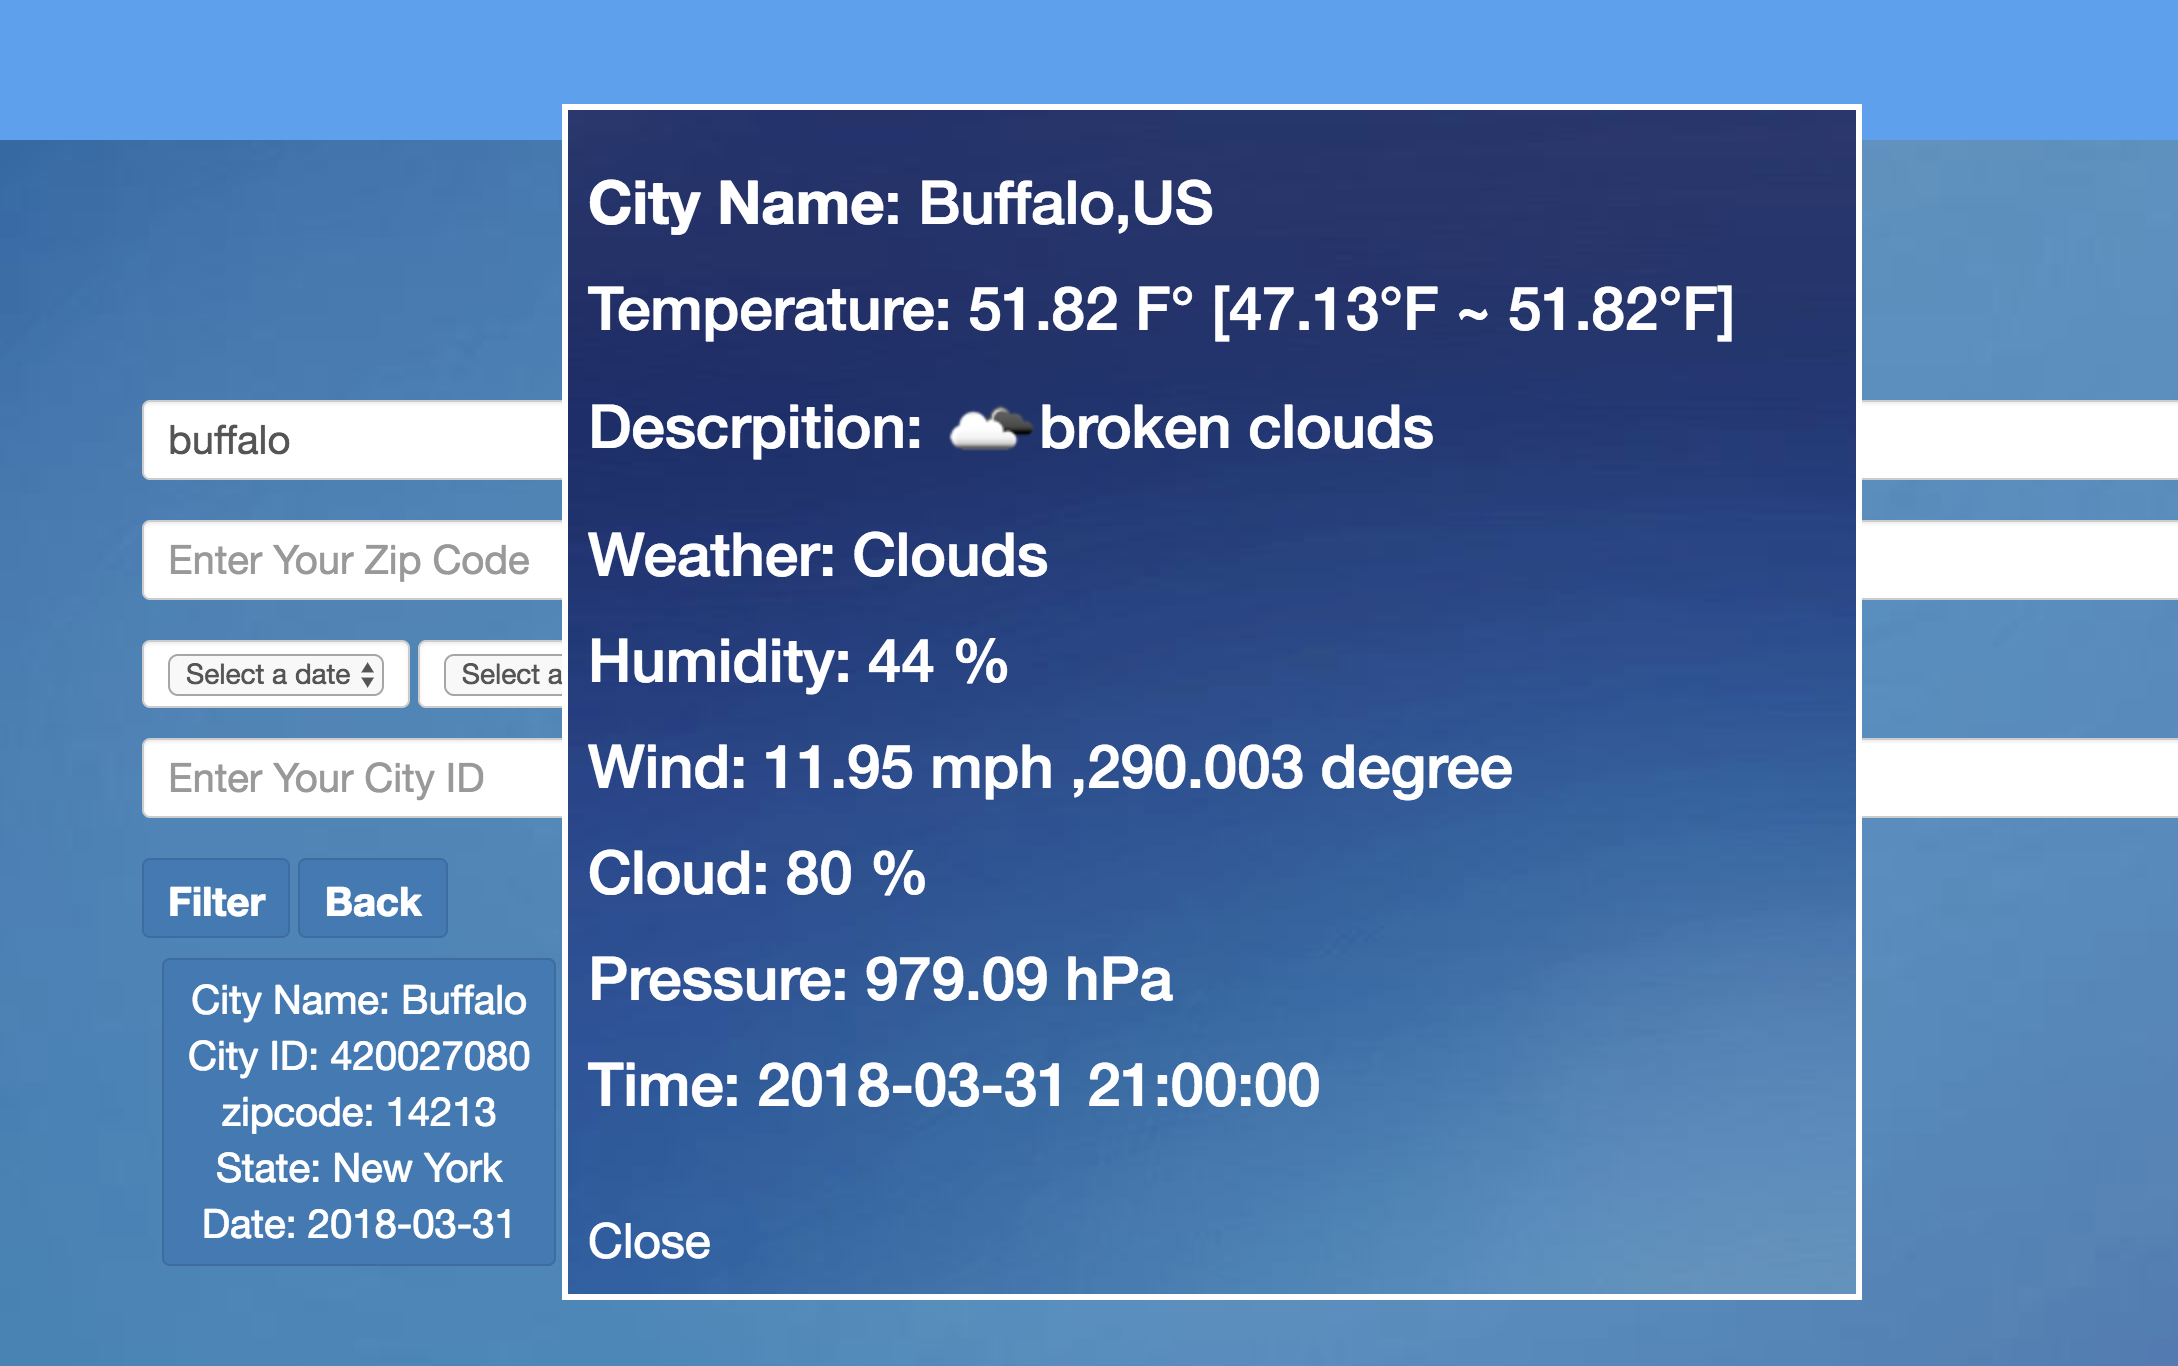 City Name: Buffalo,US
Temperature: 51.82 F° [47.13°F ~ 51.82°F]
Descrpition: broken clouds
Weather: Clouds
Humidity: 44 %
Wind: 11.95 mph ,290.003 degree
Cloud: 80 %
Pressure: 979.09 hPa
Time: 2018-03-31 21:00:00
Close
buffalo
Enter Your Zip Code
Select a date
Select a
Enter Your City ID
Filter
Back
City Name: Buffalo
City ID: 420027080
zipcode: 14213
State: New York
Date: 2018-03-31